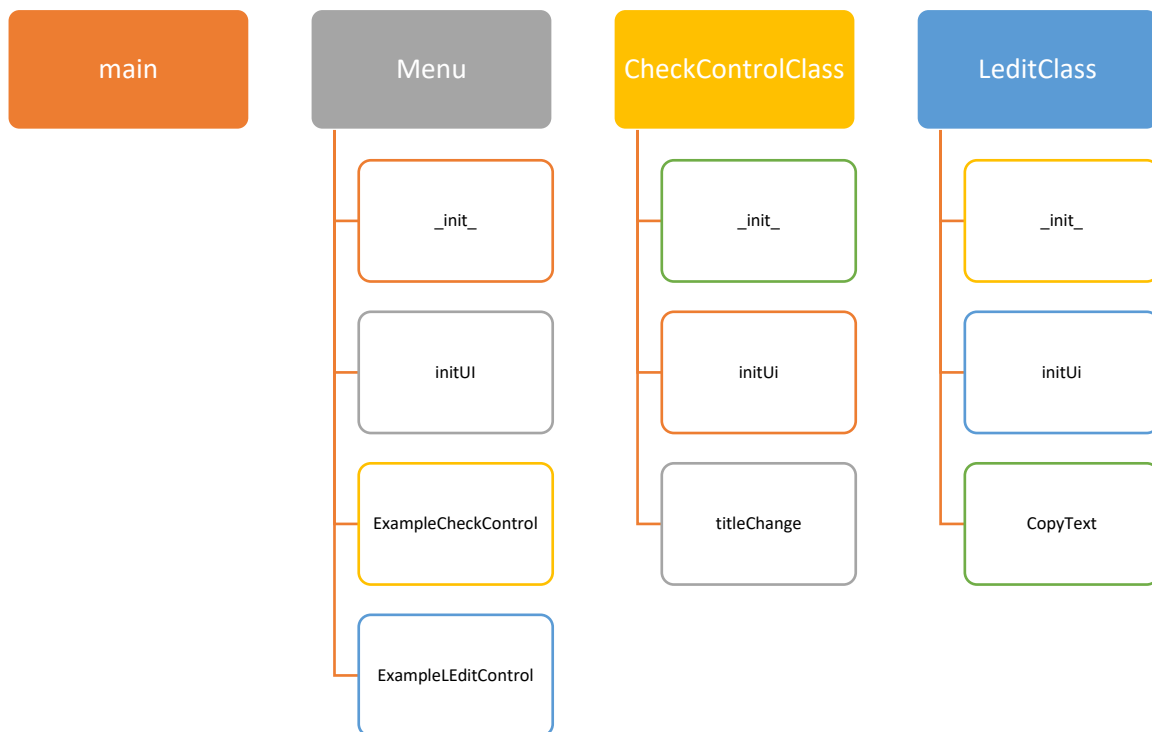 main
Menu
CheckControlClass
LeditClass
_init_
_init_
_init_
initUI
initUi
initUi
ExampleCheckControl
titleChange
CopyText
ExampleLEditControl